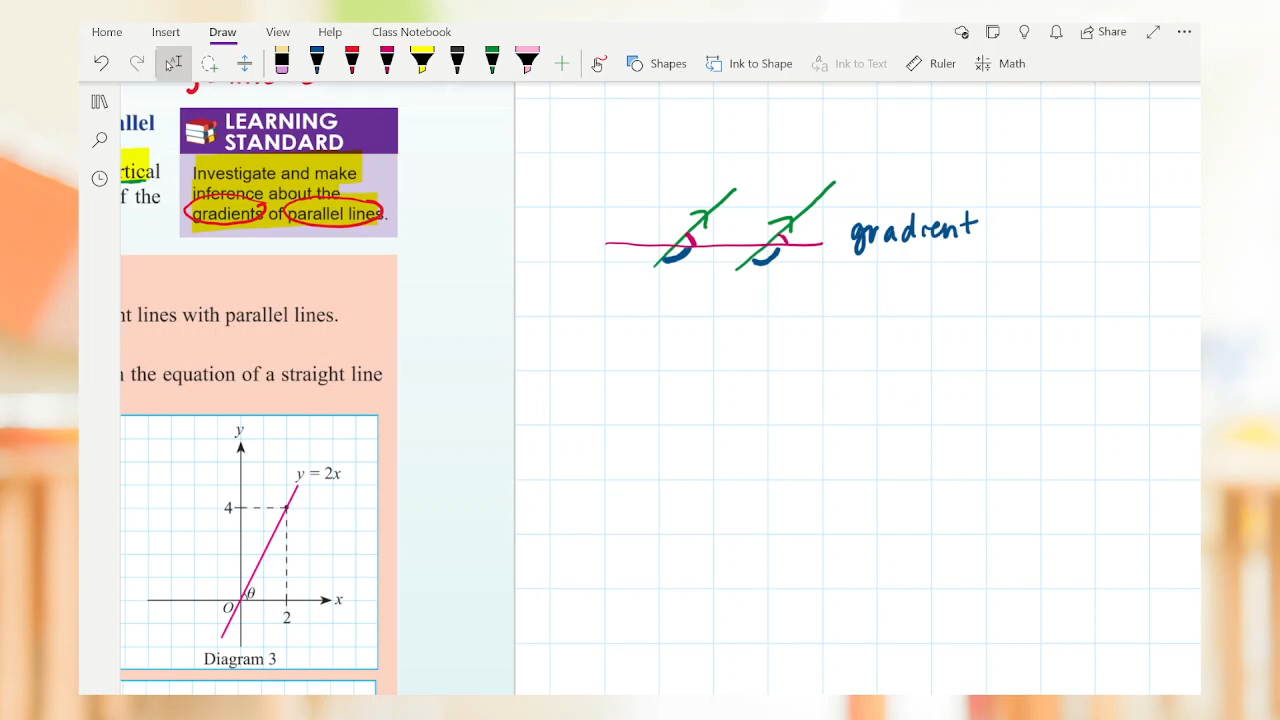 Home Insert Draw View Help Class Notebook
Share
Shapes Ink to Shape Ink to Text Ruler Math
allel
LEARNING
STANDARD
rtical
f the
Investigate and make
inference about the
gradients of parallel lines.
gradient
nt lines with parallel lines.
n the equation of a straight line
y
y = 2x
4
θ
O
x
2
Diagram 3